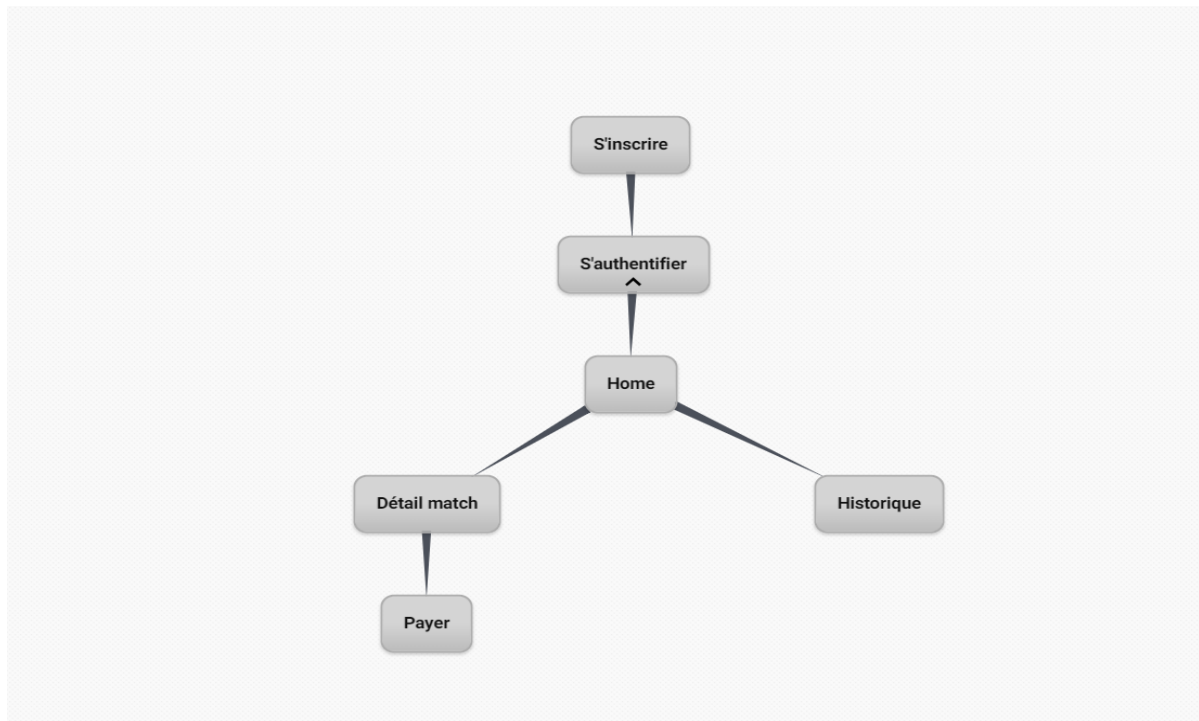 S'inscrire
S'authentifier
Home
Détail match
Historique
Payer